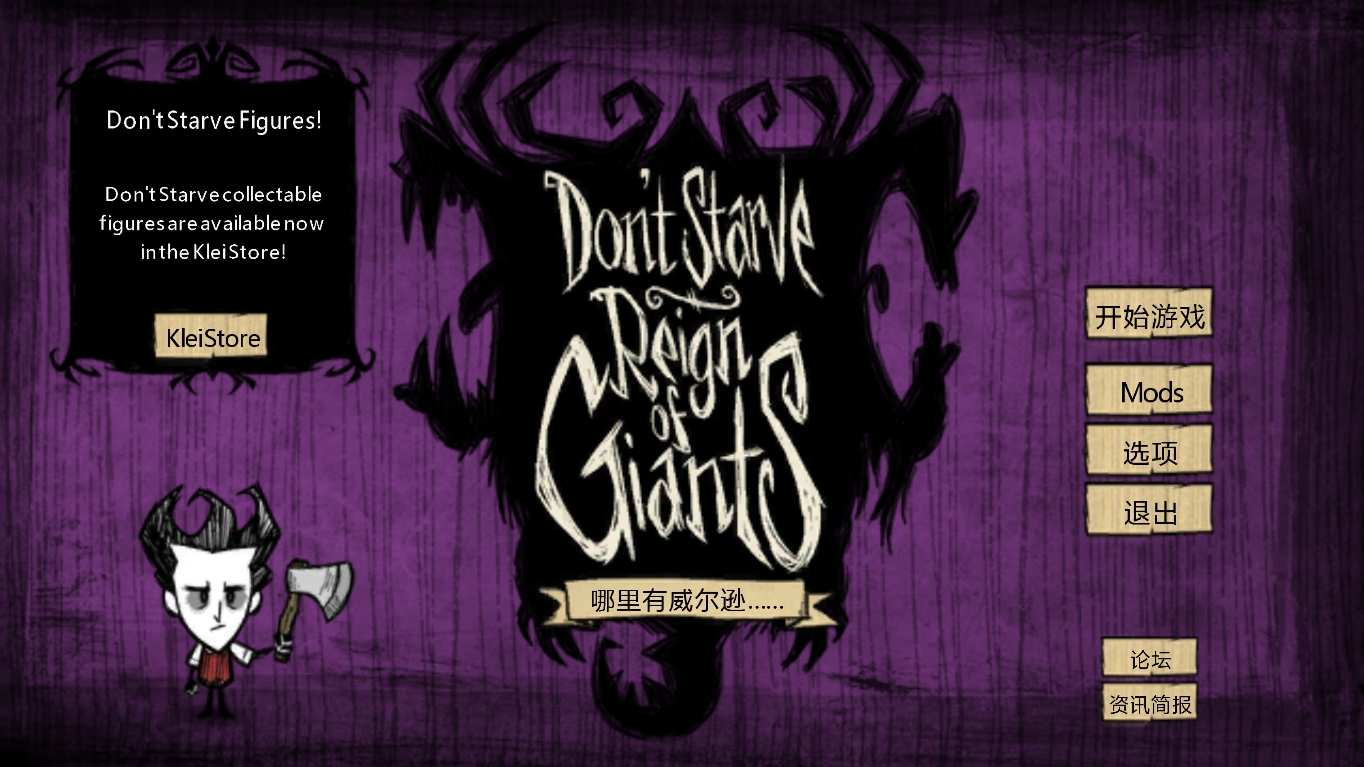 Don't Starve Figures!
Don't Starve collectable
figures are available now
in the Klei Store!
Klei Store
Don't Starve
Reign
of
Giants
哪里有威尔逊……
开始游戏
Mods
选项
退出
论坛
资讯简报